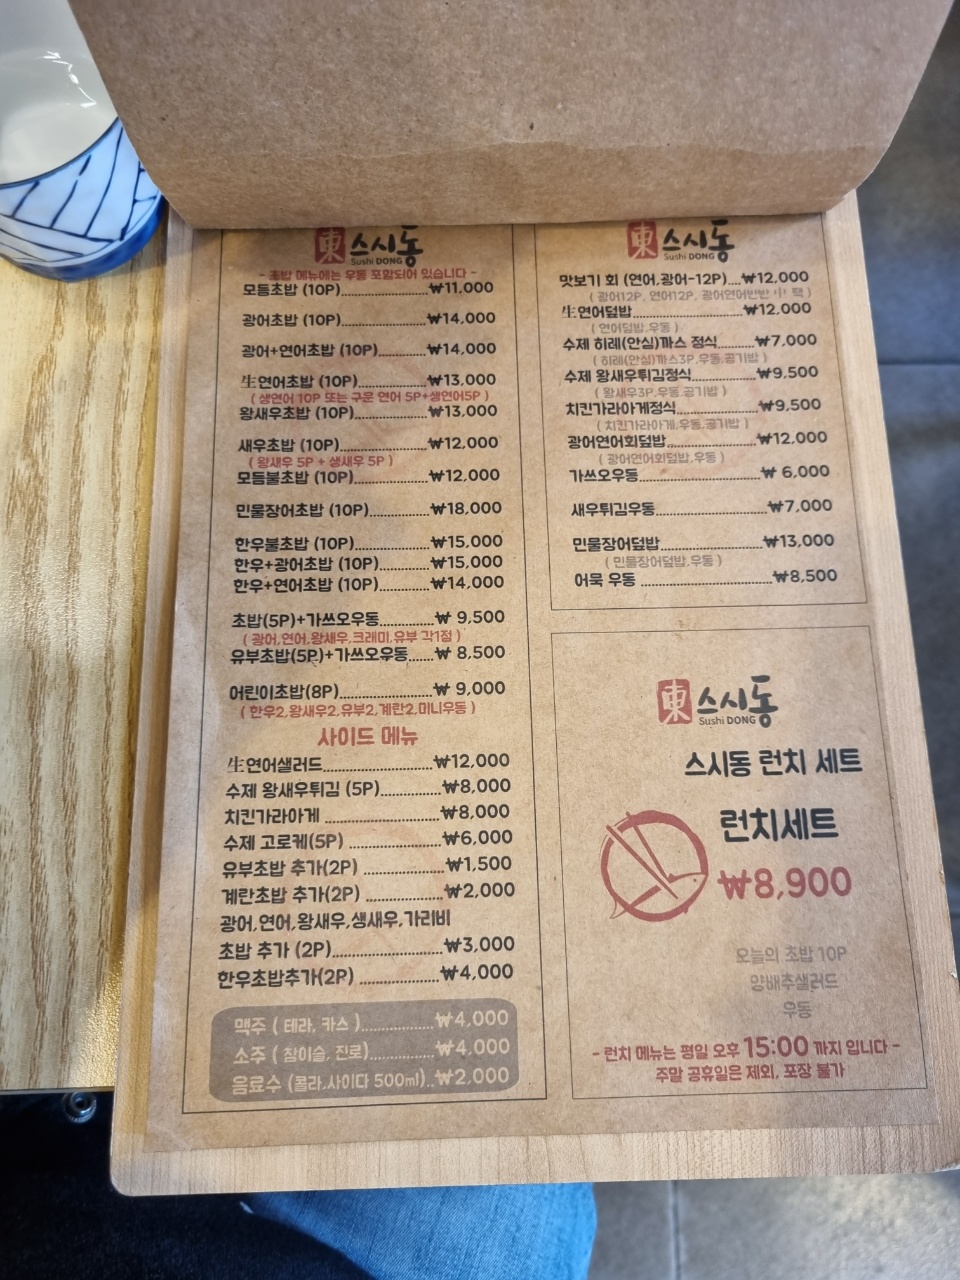 東 스시동
Sushi DONG
- 초밥 메뉴에는 우동 포함되어 있습니다 -
모듬초밥 (10P)........₩11,000
광어초밥 (10P)........₩14,000
광어+연어초밥 (10P)........₩14,000
生연어초밥 (10P)........₩13,000
( 생연어 10P 또는 구운 연어 5P+생연어5P )
왕새우초밥 (10P)........₩13,000
새우초밥 (10P)........₩12,000
( 왕새우 5P + 생새우 5P )
모듬불초밥 (10P)........₩12,000
민물장어초밥 (10P)........₩18,000
한우불초밥 (10P)........₩15,000
한우+광어초밥 (10P)........₩15,000
한우+연어초밥 (10P)........₩14,000
초밥(5P)+가쓰오우동........₩ 9,500
( 광어,연어,왕새우,크레미,유부 각1점 )
유부초밥(5P)+가쓰오우동......₩ 8,500
어린이초밥(8P)........₩ 9,000
( 한우2,왕새우2,유부2,계란2,미니우동 )
사이드 메뉴
生연어샐러드........₩12,000
수제 왕새우튀김 (5P)........₩8,000
치킨가라아게 ........₩8,000
수제 고로케(5P) ........₩6,000
유부초밥 추가(2P) ........₩1,500
계란초밥 추가(2P) ........₩2,000
광어,연어,왕새우,생새우,가리비
초밥 추가 (2P)........₩3,000
한우초밥추가(2P) ........₩4,000
맥주 ( 테라, 카스 )........₩4,000
소주 ( 참이슬, 진로)........₩4,000
음료수 (콜라,사이다 500ml)..₩2,000
東 스시동
Sushi DONG
맛보기 회 (연어,광어-12P)....₩12,000
( 광어12P, 연어12P, 광어연어반반 中 택 )
生연어덮밥........₩12,000
( 연어덮밥,우동 )
수제 히레(안심)까스 정식........₩7,000
( 히레(안심)까스3P,우동,공기밥 )
수제 왕새우튀김정식........₩9,500
( 왕새우3P,우동,공기밥 )
치킨가라아게정식........₩9,500
( 치킨가라아게,우동,공기밥 )
광어연어회덮밥........₩12,000
( 광어연어회덮밥,우동 )
가쓰오우동........₩ 6,000
새우튀김우동........₩7,000
민물장어덮밥........₩13,000
( 민물장어덮밥,우동 )
어묵 우동 ........₩8,500
東 스시동
Sushi DONG
스시동 런치 세트
런치세트
₩8,900
오늘의 초밥 10P
양배추샐러드
우동
- 런치 메뉴는 평일 오후 15:00 까지 입니다 -
주말 공휴일은 제외, 포장 불가